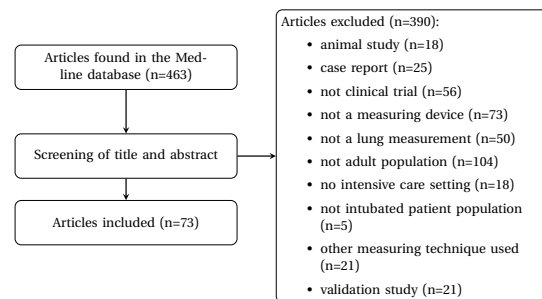 Articles found in the Med-
line database (n=463)
Screening of title and abstract
Articles included (n=73)
Articles excluded (n=390):
• animal study (n=18)
• case report (n=25)
• not clinical trial (n=56)
• not a measuring device (n=73)
• not a lung measurement (n=50)
• not adult population (n=104)
• no intensive care setting (n=18)
• not intubated patient population
(n=5)
• other measuring technique used
(n=21)
• validation study (n=21)